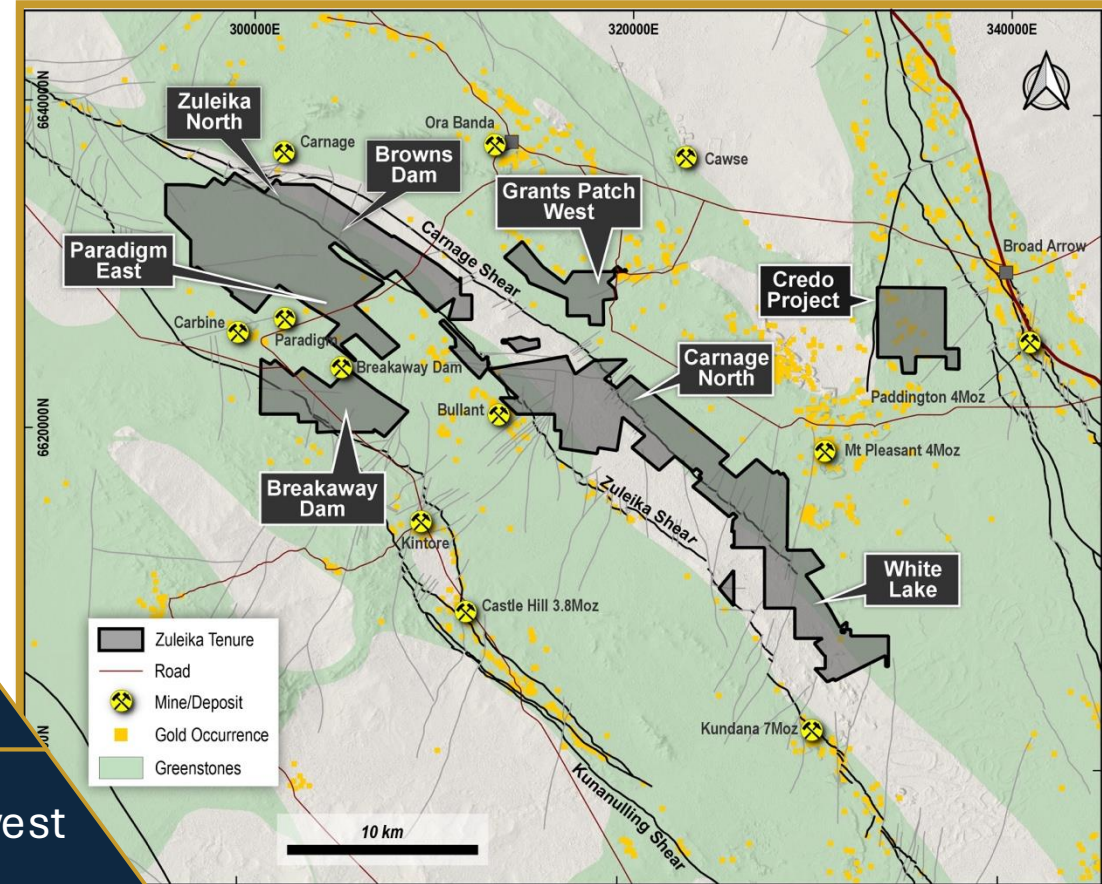 300000E
320000E
340000E
6640000N
6620000N
Zuleika
North
Carnage
Ora Banda
Cawse
Browns
Dam
Grants Patch
West
Paradigm
East
Carnage Shear
Broad Arrow
Credo
Project
Carbine
Paradigm
Breakaway Dam
Carnage
North
Paddington 4Moz
Bullant
Mt Pleasant 4Moz
Breakaway
Dam
Zuleika Shear
Kintore
White
Lake
Castle Hill 3.8Moz
Zuleika Tenure
Road
Mine/Deposit
Gold Occurrence
Greenstones
Kundana 7Moz
Kunanulling Shear
10 km